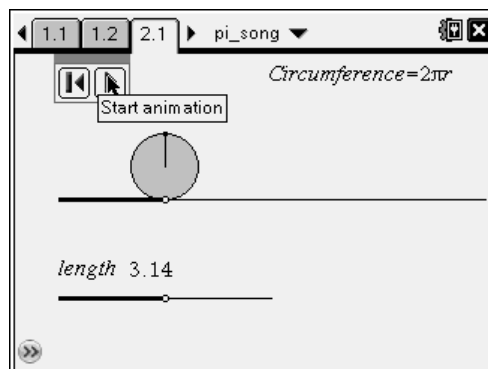 1.1 1.2 2.1 pi_song
Circumference=2πr
Start animation
length 3.14